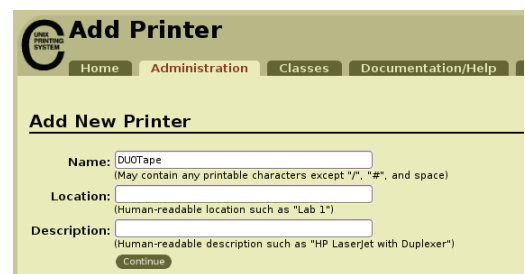 UNIX
PRINTING
SYSTEM
Add Printer
Home Administration Classes Documentation/Help
Add New Printer
Name: DUOTape
(May contain any printable characters except "/", "#", and space)
Location:
(Human-readable location such as "Lab 1")
Description:
(Human-readable description such as "HP LaserJet with Duplexer")
Continue